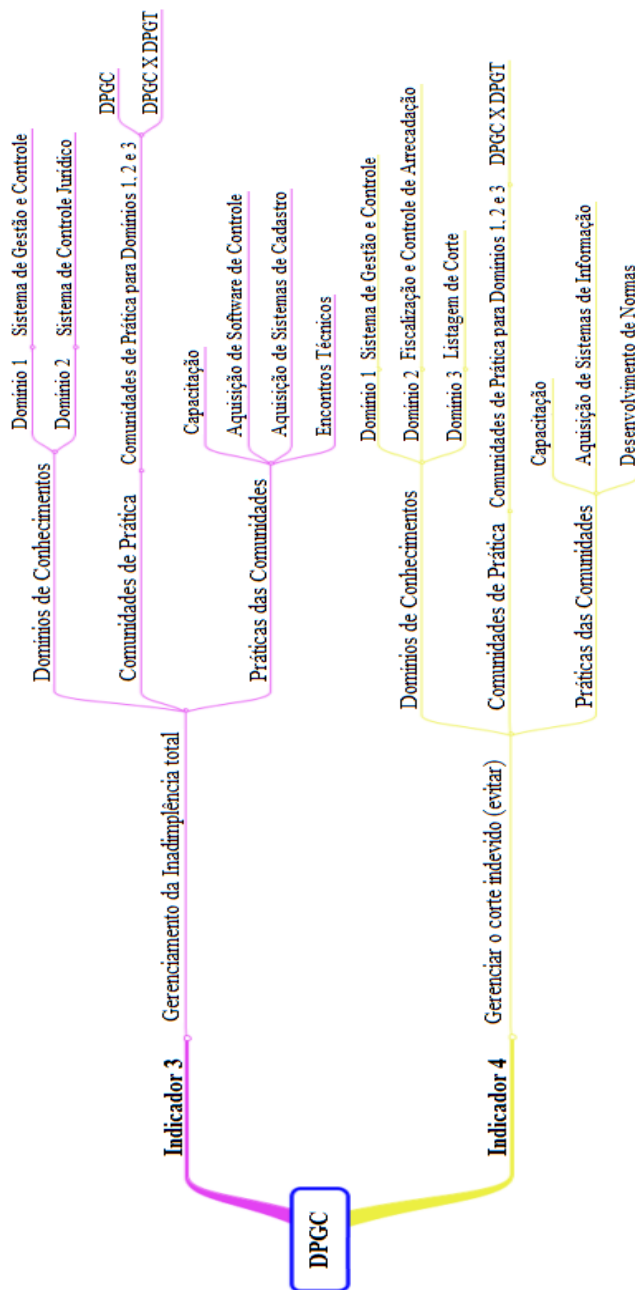 DPGC
Indicador 3
Gerenciamento da Inadimplência total
Domínios de Conhecimentos
Domínio 1
Sistema de Gestão e Controle
Domínio 2
Sistema de Controle Jurídico
Comunidades de Prática
Comunidades de Prática para Domínios 1, 2 e 3
DPGC
DPGC X DPGT
Práticas das Comunidades
Capacitação
Aquisição de Software de Controle
Aquisição de Sistemas de Cadastro
Encontros Técnicos
Indicador 4
Gerenciar o corte indevido (evitar)
Domínios de Conhecimentos
Domínio 1
Sistema de Gestão e Controle
Domínio 2
Fiscalização e Controle de Arrecadação
Domínio 3
Listagem de Corte
Comunidades de Prática
Comunidades de Prática para Domínios 1, 2 e 3
DPGC X DPGT
Práticas das Comunidades
Capacitação
Aquisição de Sistemas de Informação
Desenvolvimento de Normas